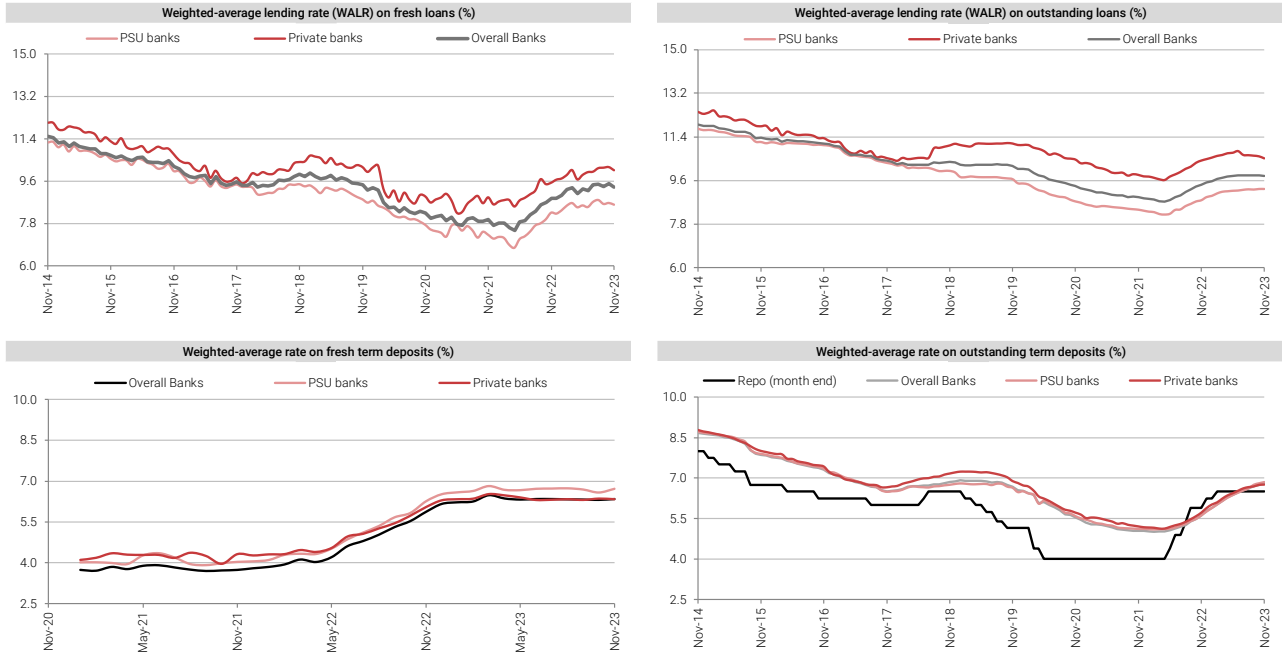 Weighted-average lending rate (WALR) on fresh loans (%)
PSU banks Private banks Overall Banks
15.0
13.2
11.4
9.6
7.8
6.0
Nov-14 Nov-15 Nov-16 Nov-17 Nov-18 Nov-19 Nov-20 Nov-21 Nov-22 Nov-23
Weighted-average lending rate (WALR) on outstanding loans (%)
PSU banks Private banks Overall Banks
15.0
13.2
11.4
9.6
7.8
6.0
Nov-14 Nov-15 Nov-16 Nov-17 Nov-18 Nov-19 Nov-20 Nov-21 Nov-22 Nov-23
Weighted-average rate on fresh term deposits (%)
Overall Banks PSU banks Private banks
10.0
8.5
7.0
5.5
4.0
2.5
Nov-20 May-21 Nov-21 May-22 Nov-22 May-23 Nov-23
Weighted-average rate on outstanding term deposits (%)
Repo (month end) Overall Banks PSU banks Private banks
10.0
8.5
7.0
5.5
4.0
2.5
Nov-14 Nov-15 Nov-16 Nov-17 Nov-18 Nov-19 Nov-20 Nov-21 Nov-22 Nov-23